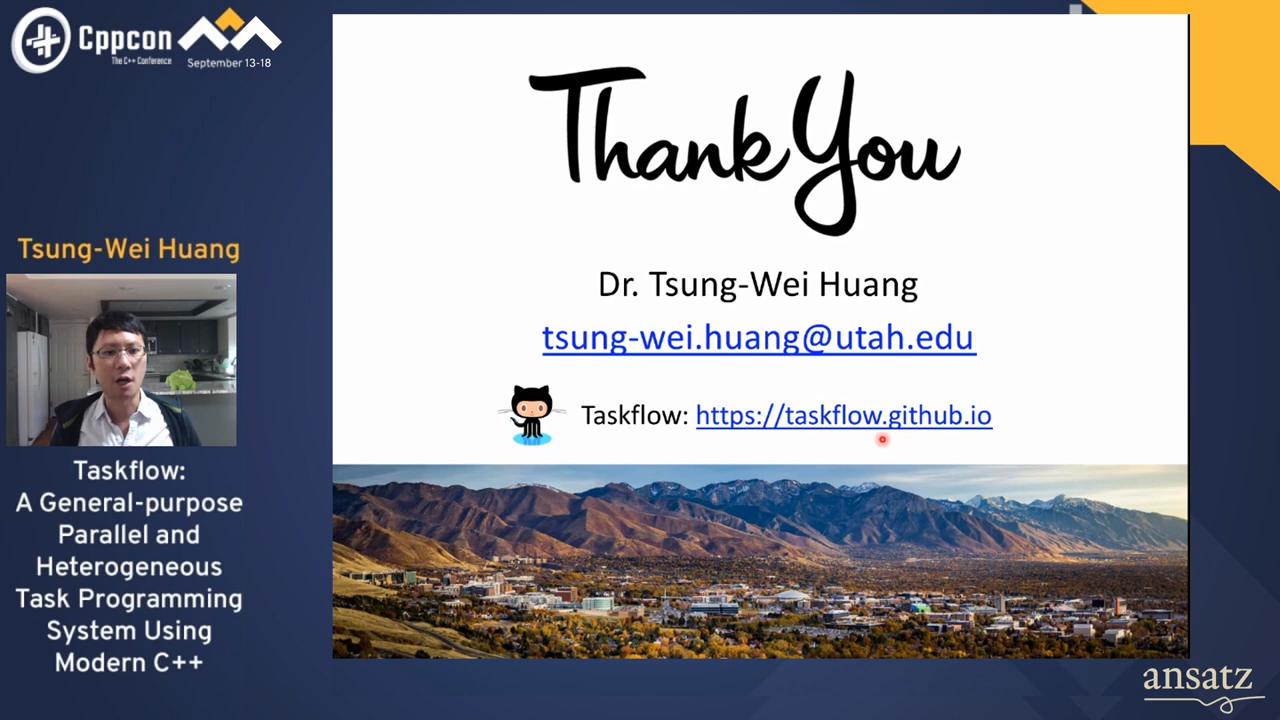 Cppcon
The C++ Conference
September 13-18
Tsung-Wei Huang
Taskflow:
A General-purpose
Parallel and
Heterogeneous
Task Programming
System Using
Modern C++
Thank You
Dr. Tsung-Wei Huang
tsung-wei.huang@utah.edu
Taskflow: https://taskflow.github.io
ansatz